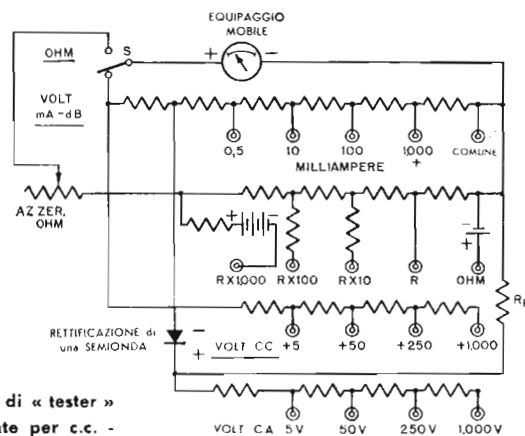 EQUIPAGGIO
MOBILE
+ −
OHM
S
VOLT
mA-dB
0,5 10 100 1,000 COMUNE
+
MILLIAMPERE
AZZER.
OHM
+ −
−
+
RX1,000 RX100 RX10 R OHM
RETTIFICAZIONE di
una SEMIONDA
−
+
VOLT CC +5 +50 +250 +1,000
di « tester »
ate per c.c. -
VOLT CA 5V 50V 250V 1,000V